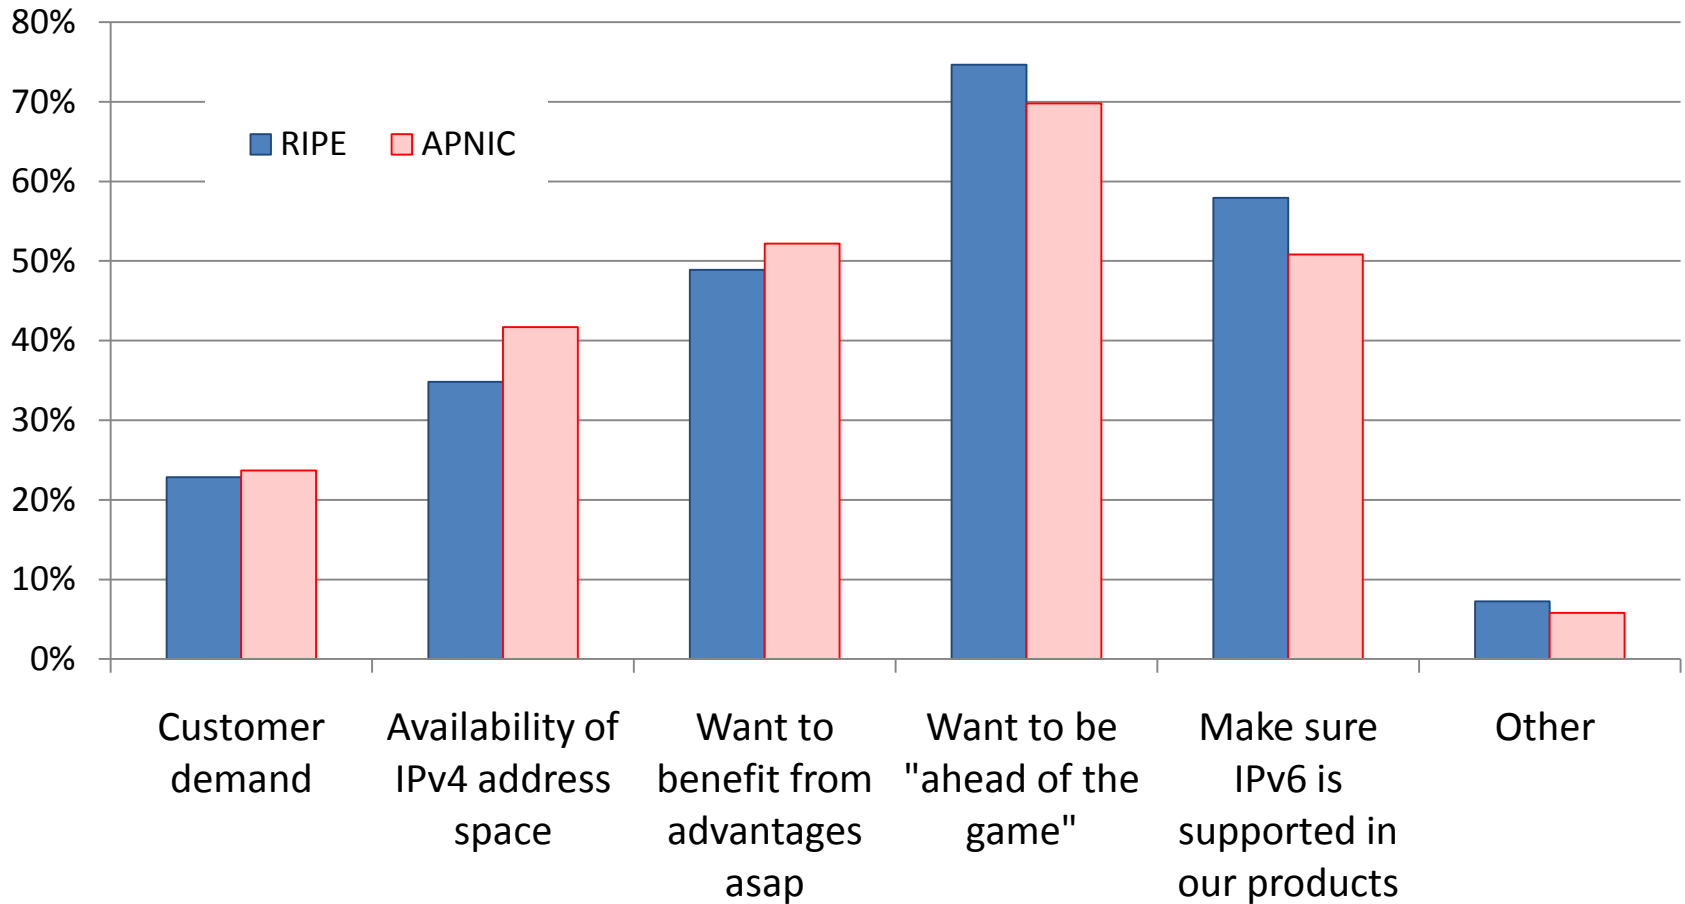 80%
70%
60%
50%
40%
30%
20%
10%
0%
RIPE APNIC
Customer
demand
Availability of
IPv4 address
space
Want to
benefit from
advantages
asap
Want to be
"ahead of the
game"
Make sure
IPv6 is
supported in
our products
Other